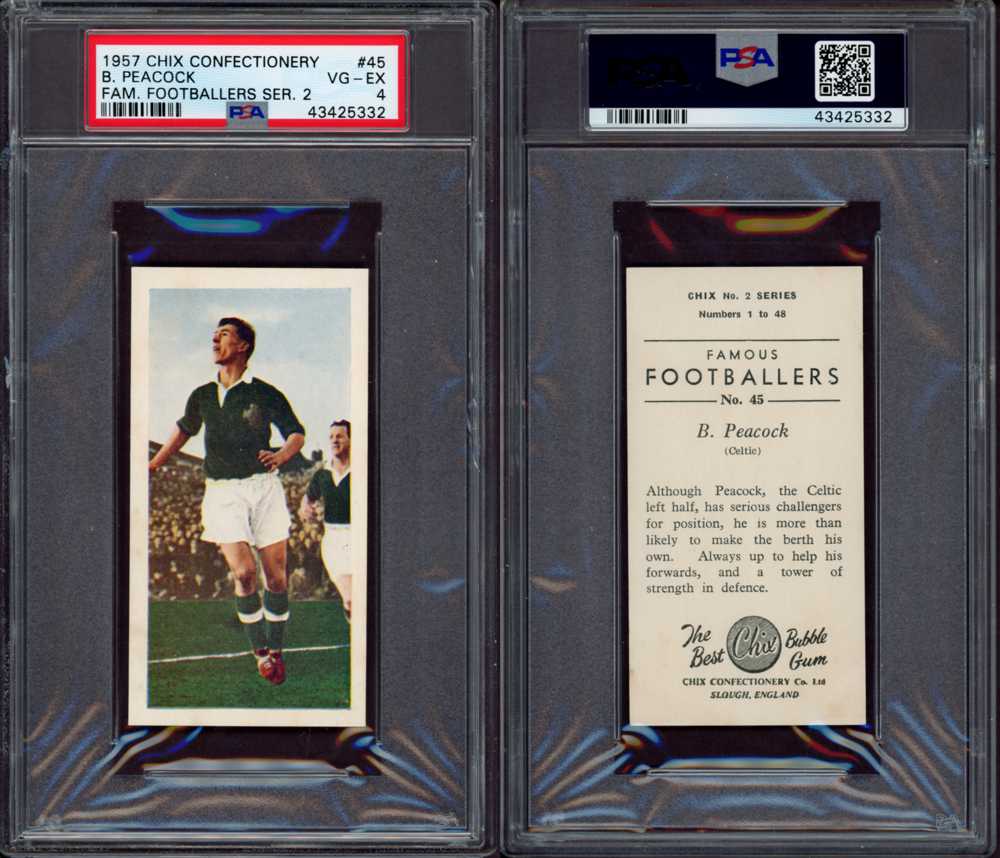 1957 CHIX CONFECTIONERY #45
B. PEACOCK VG-EX
FAM. FOOTBALLERS SER. 2 4
PSA 43425332
PSA
PSA
43425332
CHIX No. 2 SERIES
Numbers 1 to 48
FAMOUS
FOOTBALLERS
No. 45
B. Peacock
(Celtic)
Although Peacock, the Celtic
left half, has serious challengers
for position, he is more than
likely to make the berth his
own. Always up to help his
forwards, and a tower of
strength in defence.
The Best Chix Bubble Gum
CHIX CONFECTIONERY Co. Ltd
SLOUGH, ENGLAND
PSA